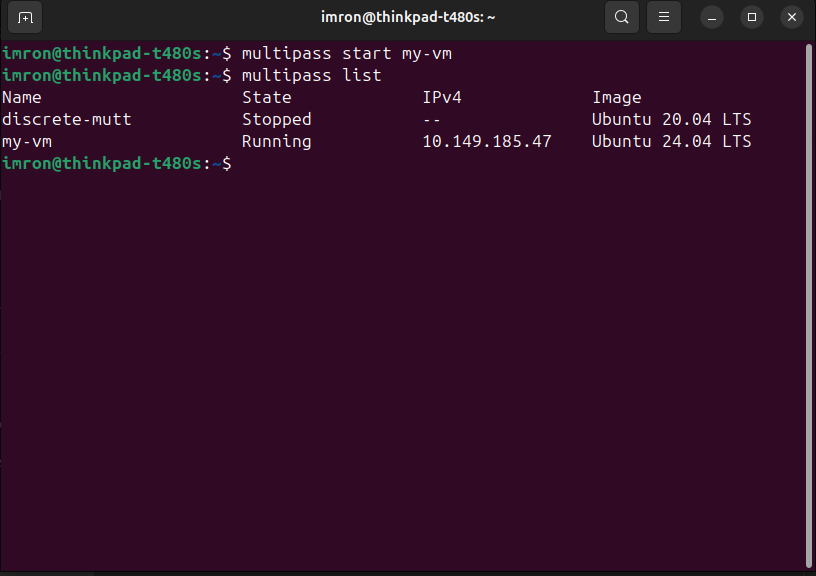 imron@thinkpad-t480s: ~
imron@thinkpad-t480s:~$ multipass start my-vm
imron@thinkpad-t480s:~$ multipass list
Name                    State             IPv4             Image
discrete-mutt           Stopped           --               Ubuntu 20.04 LTS
my-vm                   Running           10.149.185.47    Ubuntu 24.04 LTS
imron@thinkpad-t480s:~$